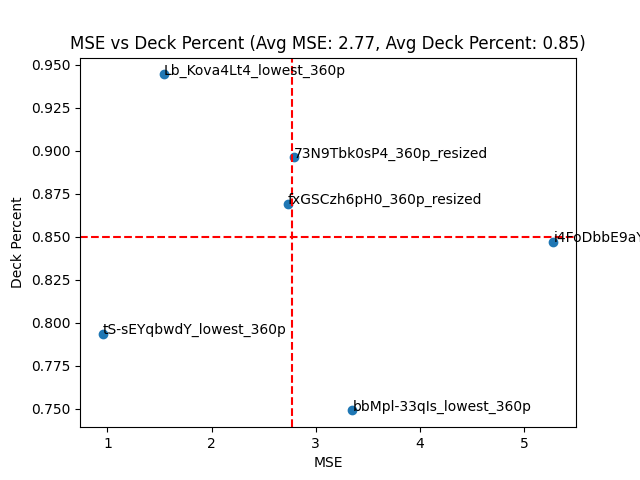 MSE vs Deck Percent (Avg MSE: 2.77, Avg Deck Percent: 0.85)
0.950
Lb_Kova4Lt4_lowest_360p
0.925
0.900
73N9Tbk0sP4_360p_resized
0.875
fxGSCzh6pH0_360p_resized
0.850
i4FoDbbE9aY
Deck Percent
0.825
0.800
tS-sEYqbwdY_lowest_360p
0.775
0.750
bbMpl-33qIs_lowest_360p
1 2 3 4 5
MSE